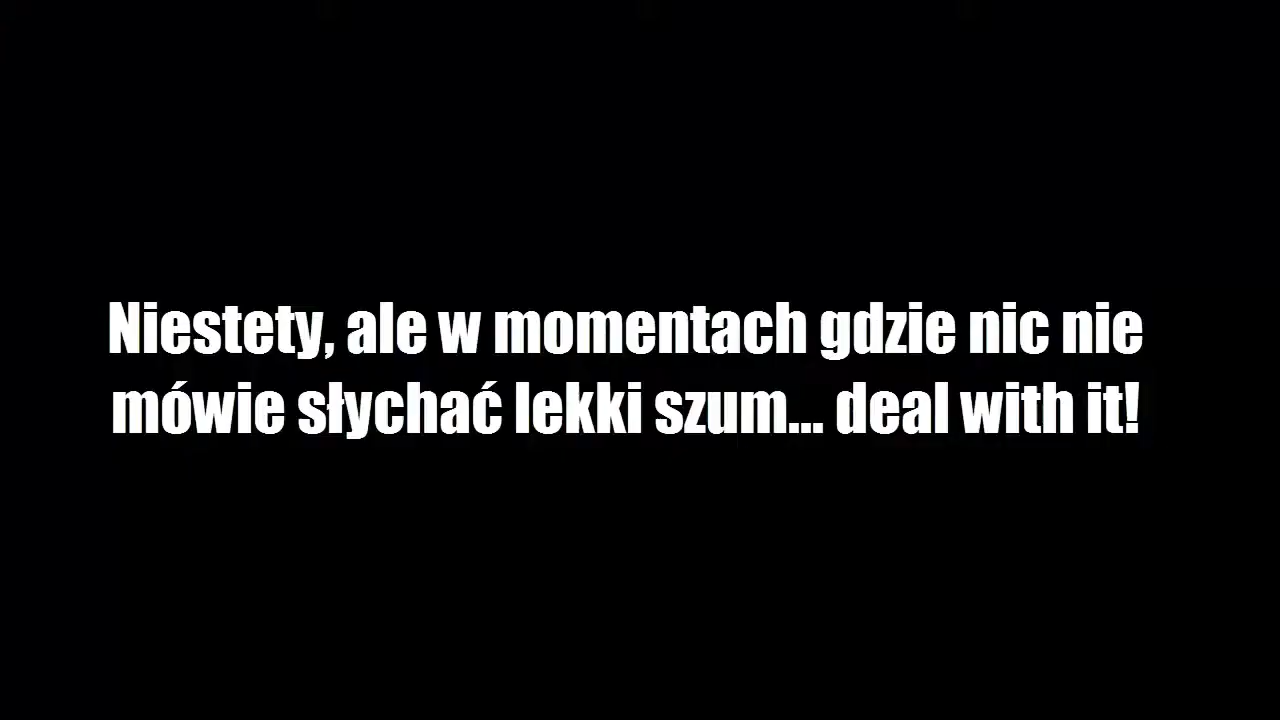 Niestety, ale w momentach gdzie nic nie
mówie słychać lekki szum... deal with it!